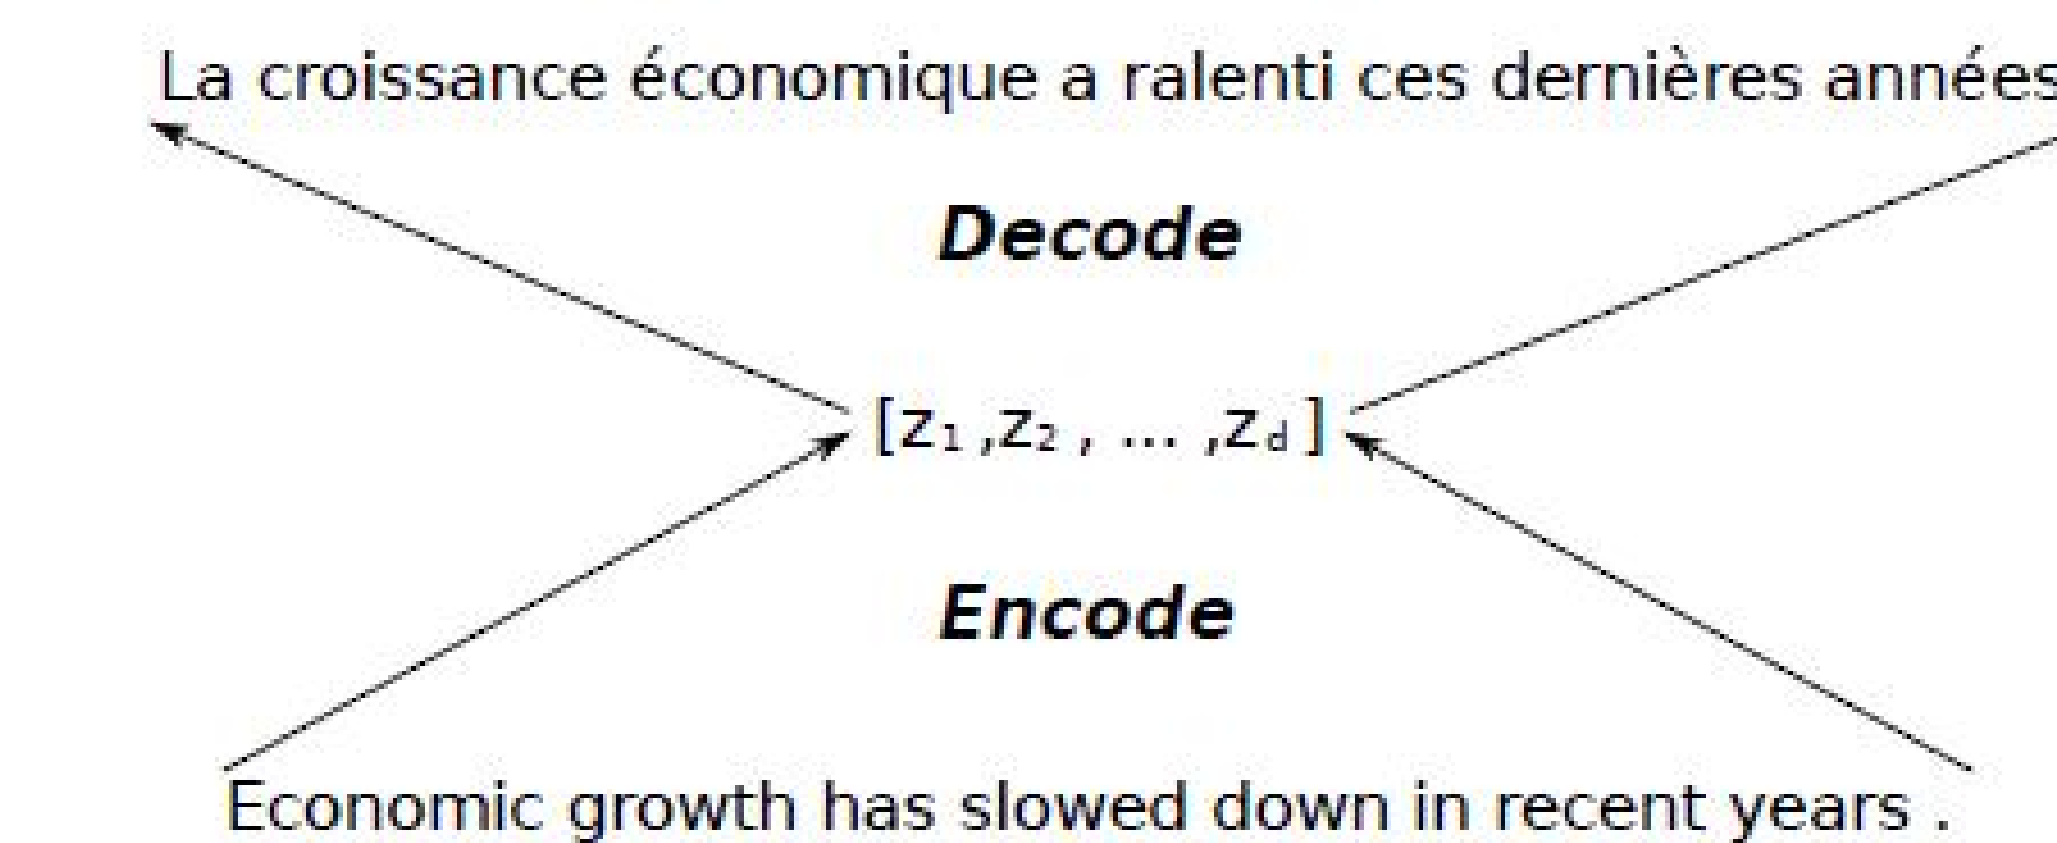 La croissance économique a ralenti ces dernières années
Decode
[z₁ ,z₂ , ... ,z_d ]
Encode
Economic growth has slowed down in recent years .